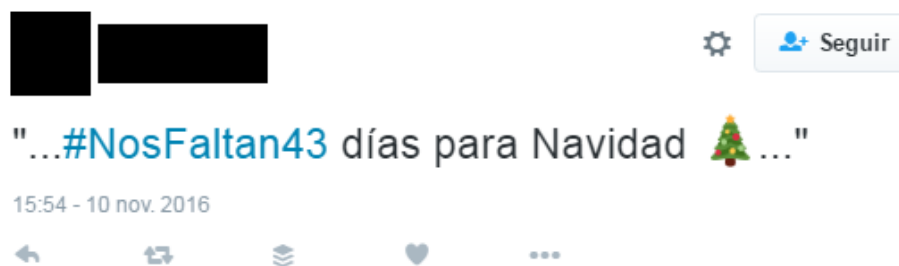 Seguir
"...#NosFaltan43 días para Navidad 🎄..."
15:54 - 10 nov. 2016